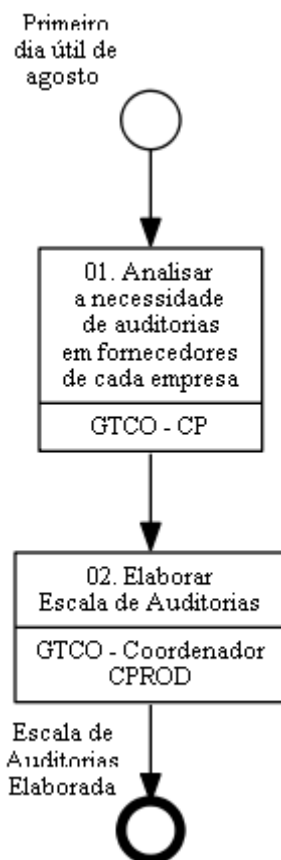 Primeiro
dia útil de
agosto
01. Analisar
a necessidade
de auditorias
em fornecedores
de cada empresa
GTCO - CP
02. Elaborar
Escala de Auditorias
GTCO - Coordenador
CPROD
Escala de
Auditorias
Elaborada